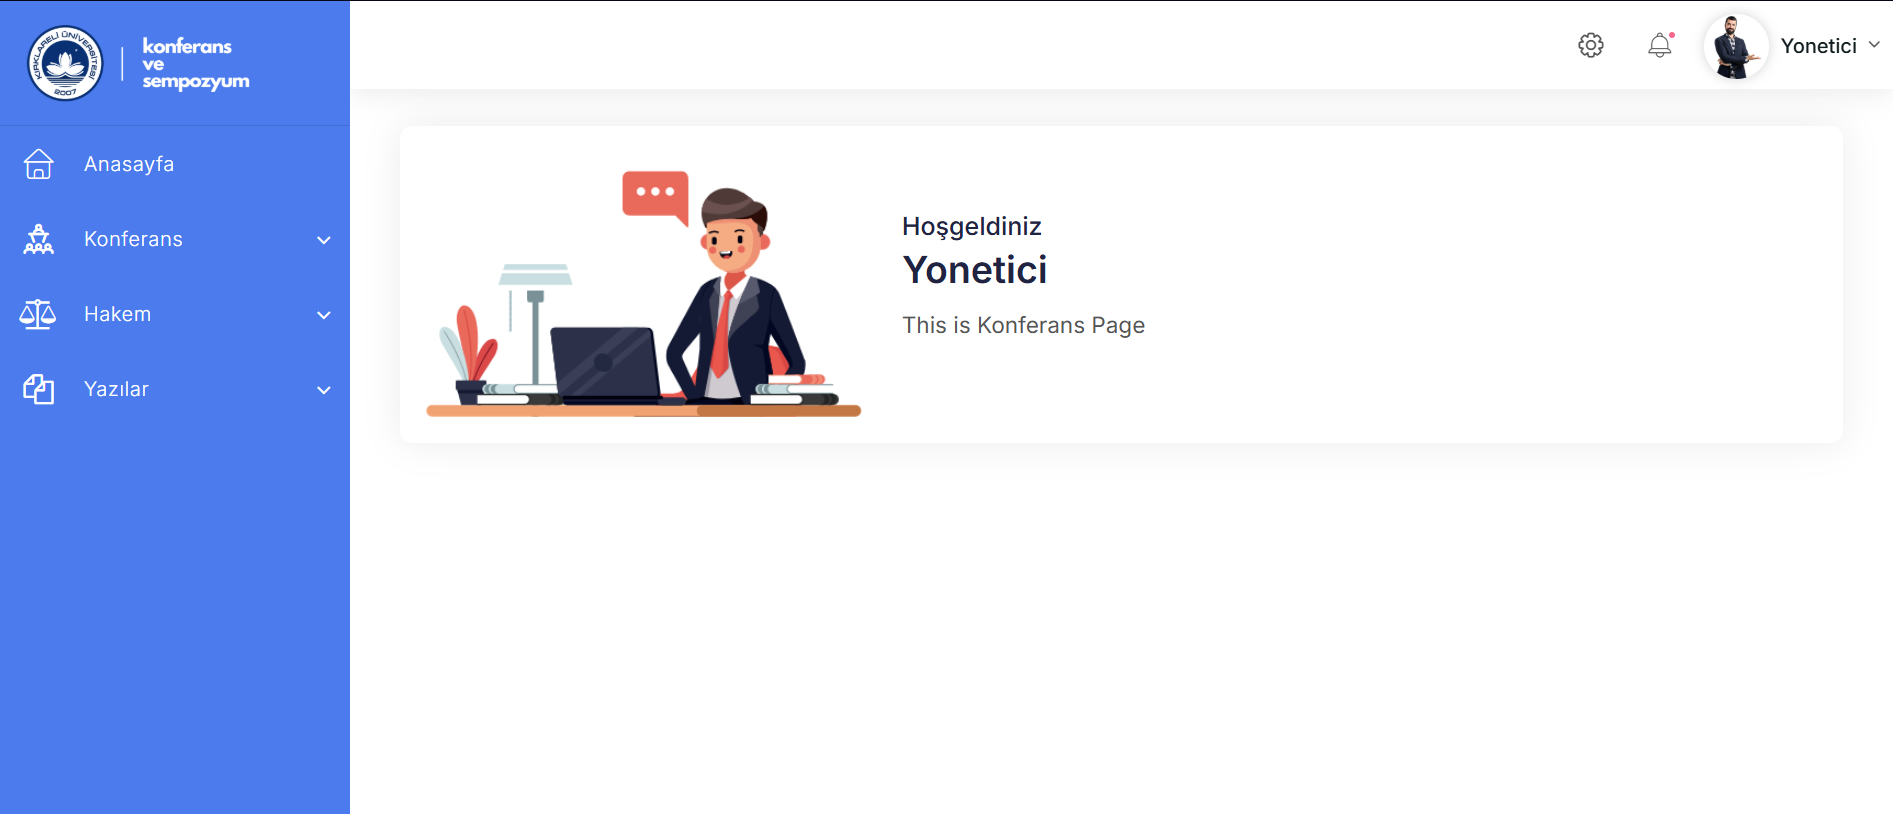 KIRKLARELİ ÜNİVERSİTESİ
2007
konferans
ve
sempozyum
Yonetici
Anasayfa
Konferans
Hakem
Yazılar
Hoşgeldiniz
Yonetici
This is Konferans Page